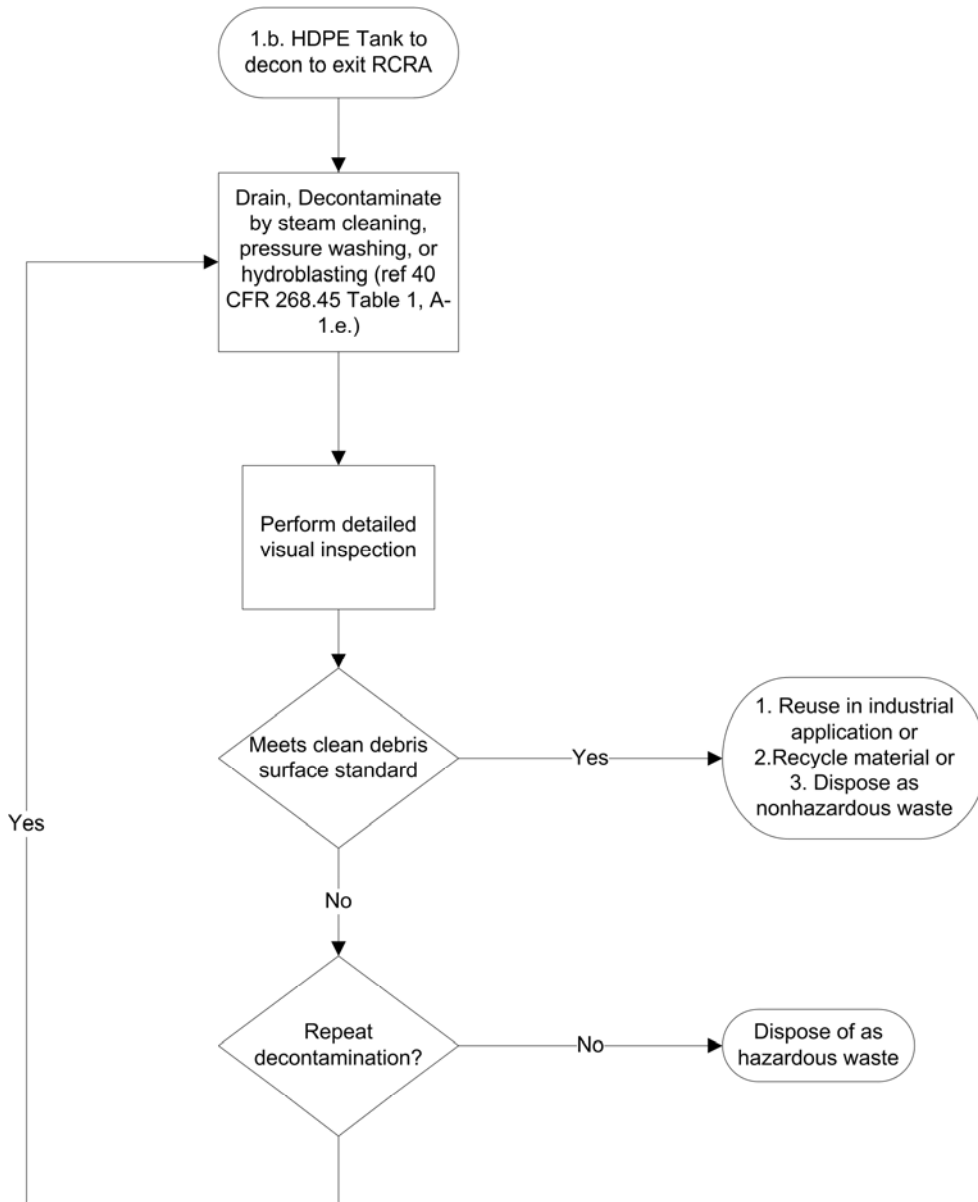 1.b. HDPE Tank to
decon to exit RCRA
Drain, Decontaminate
by steam cleaning,
pressure washing, or
hydroblasting (ref 40
CFR 268.45 Table 1, A-
1.e.)
Perform detailed
visual inspection
Meets clean debris
surface standard
Yes
1. Reuse in industrial
application or
2.Recycle material or
3. Dispose as
nonhazardous waste
Yes
No
Repeat
decontamination?
No
Dispose of as
hazardous waste